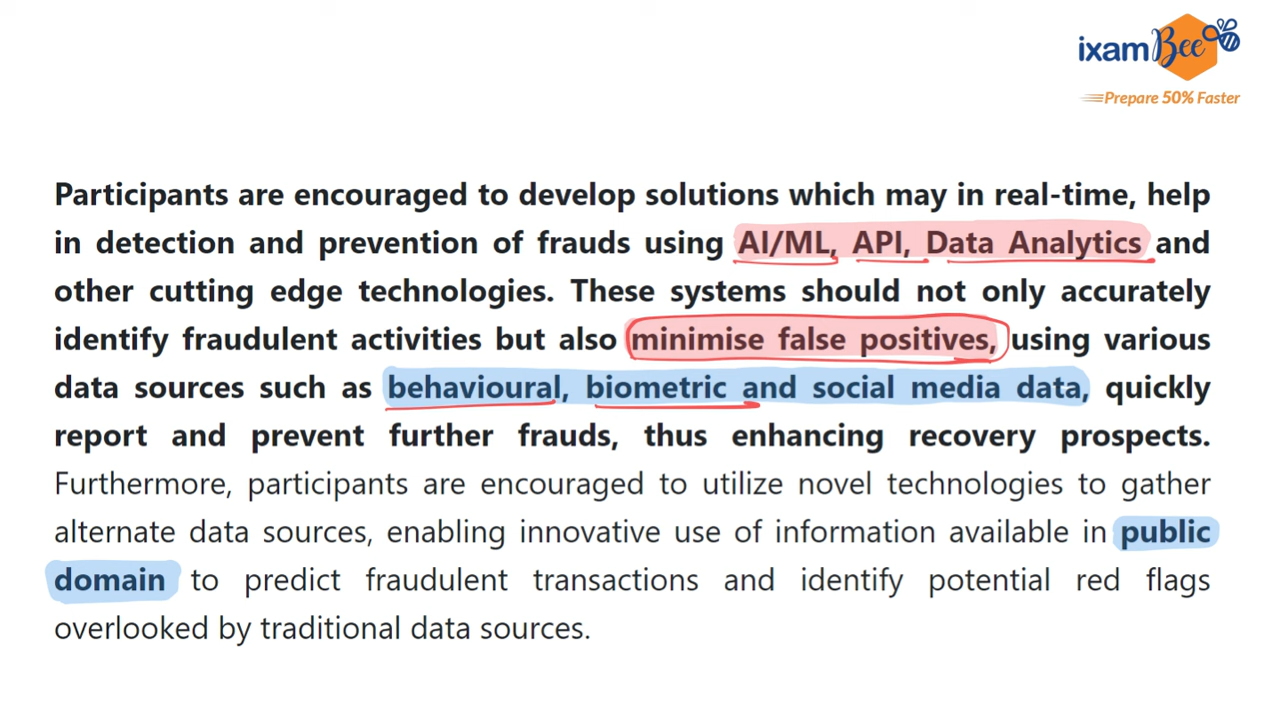 ixamBee
Prepare 50% Faster
Participants are encouraged to develop solutions which may in real-time, help
in detection and prevention of frauds using AI/ML, API, Data Analytics and
other cutting edge technologies. These systems should not only accurately
identify fraudulent activities but also minimise false positives, using various
data sources such as behavioural, biometric and social media data, quickly
report and prevent further frauds, thus enhancing recovery prospects.
Furthermore, participants are encouraged to utilize novel technologies to gather
alternate data sources, enabling innovative use of information available in public
domain to predict fraudulent transactions and identify potential red flags
overlooked by traditional data sources.